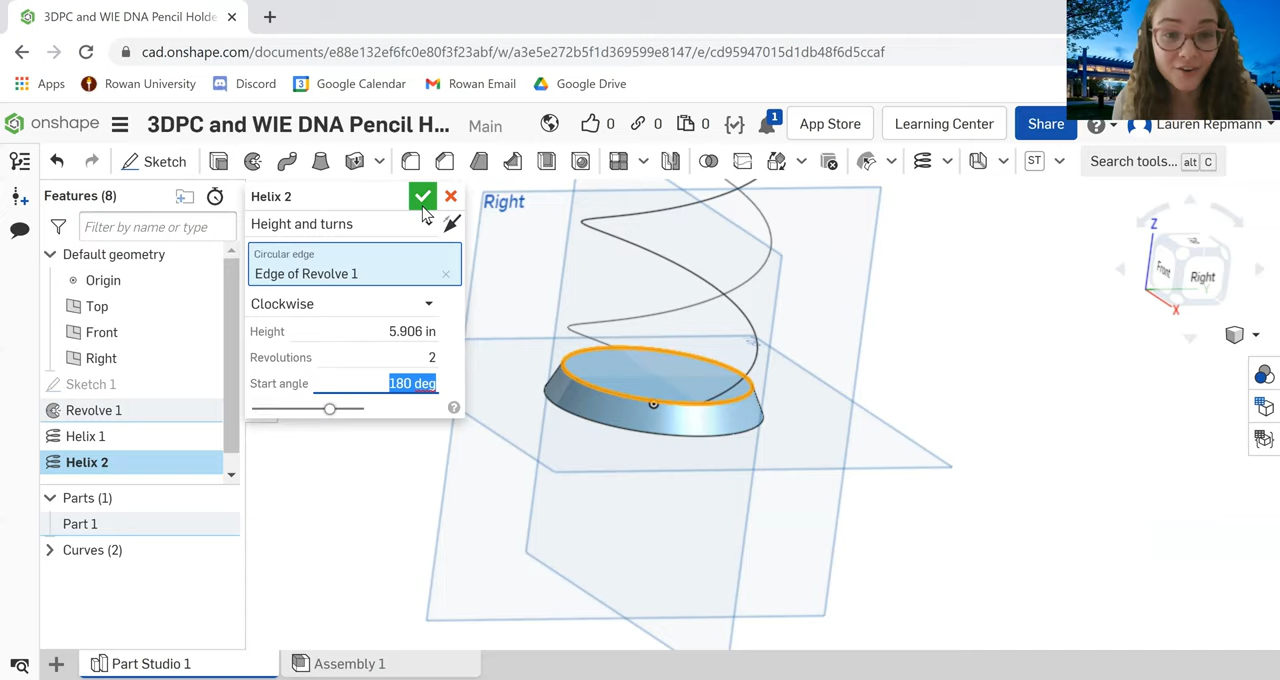 3DPC and WIE DNA Pencil Holde
cad.onshape.com/documents/e88e132ef6fc0e80f3f23abf/w/a3e5e272b5f1d369599e8147/e/cd95947015d1db48f6d5ccaf
Apps Rowan University Discord Google Calendar Rowan Email Google Drive
onshape 3DPC and WIE DNA Pencil H... Main 0 0 0 1 App Store Learning Center Share Lauren Repmann
Sketch ST Search tools... alt C
Features (8)
Filter by name or type
Default geometry
Origin
Top
Front
Right
Sketch 1
Revolve 1
Helix 1
Helix 2
Parts (1)
Part 1
Curves (2)
Helix 2
Height and turns
Circular edge
Edge of Revolve 1
Clockwise
Height 5.906 in
Revolutions 2
Start angle 180 deg
Right
Z
Front Right
Y
X
Part Studio 1 Assembly 1